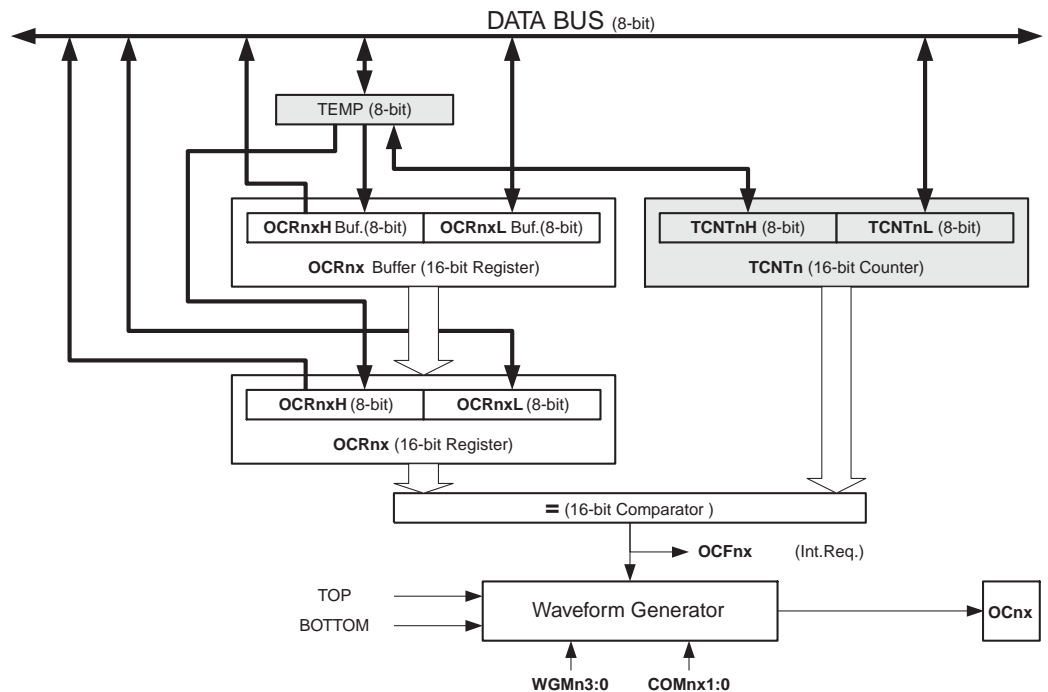 DATA BUS (8-bit)
TEMP (8-bit)
OCRnxH Buf.(8-bit) OCRnxL Buf.(8-bit)
OCRnx Buffer (16-bit Register)
TCNTnH (8-bit) TCNTnL (8-bit)
TCNTn (16-bit Counter)
OCRnxH (8-bit) OCRnxL (8-bit)
OCRnx (16-bit Register)
= (16-bit Comparator )
OCFnx (Int.Req.)
TOP
BOTTOM
Waveform Generator
OCnx
WGMn3:0 COMnx1:0